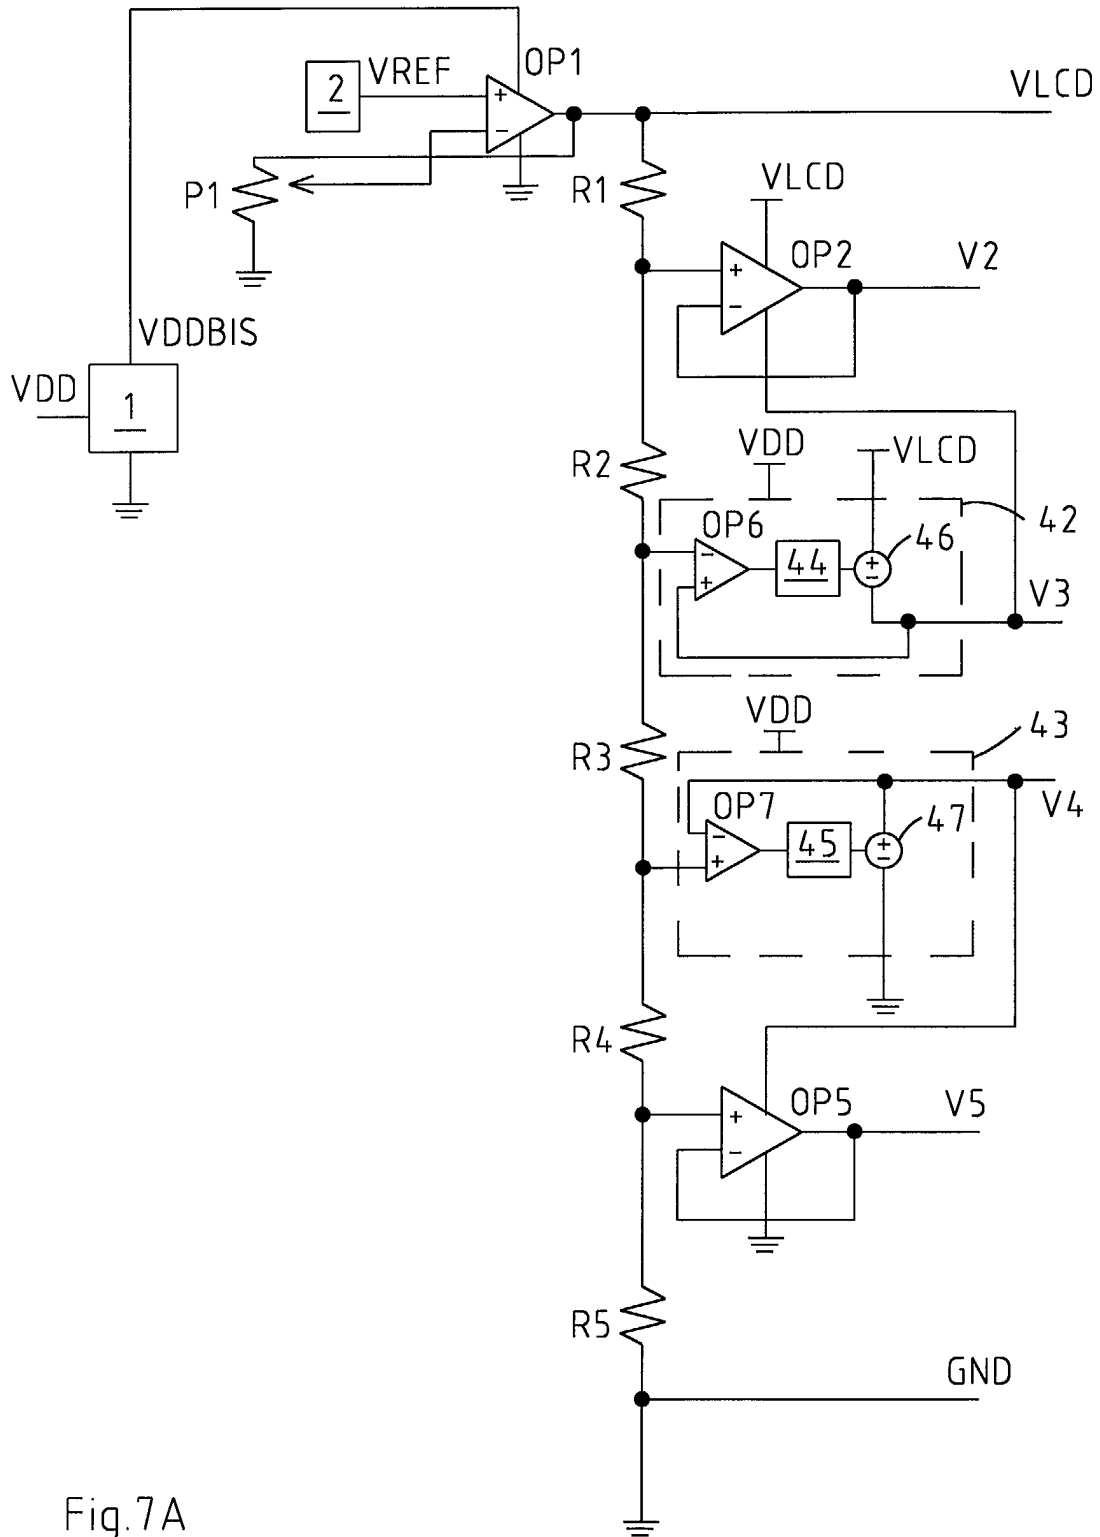 OP1
2
VREF
VLCD
P1
R1
VLCD
OP2
V2
VDDBIS
VDD
1
VDD
VLCD
R2
42
OP6
44
46
V3
VDD
43
R3
V4
OP7
45
47
R4
OP5
V5
R5
GND
Fig.7A